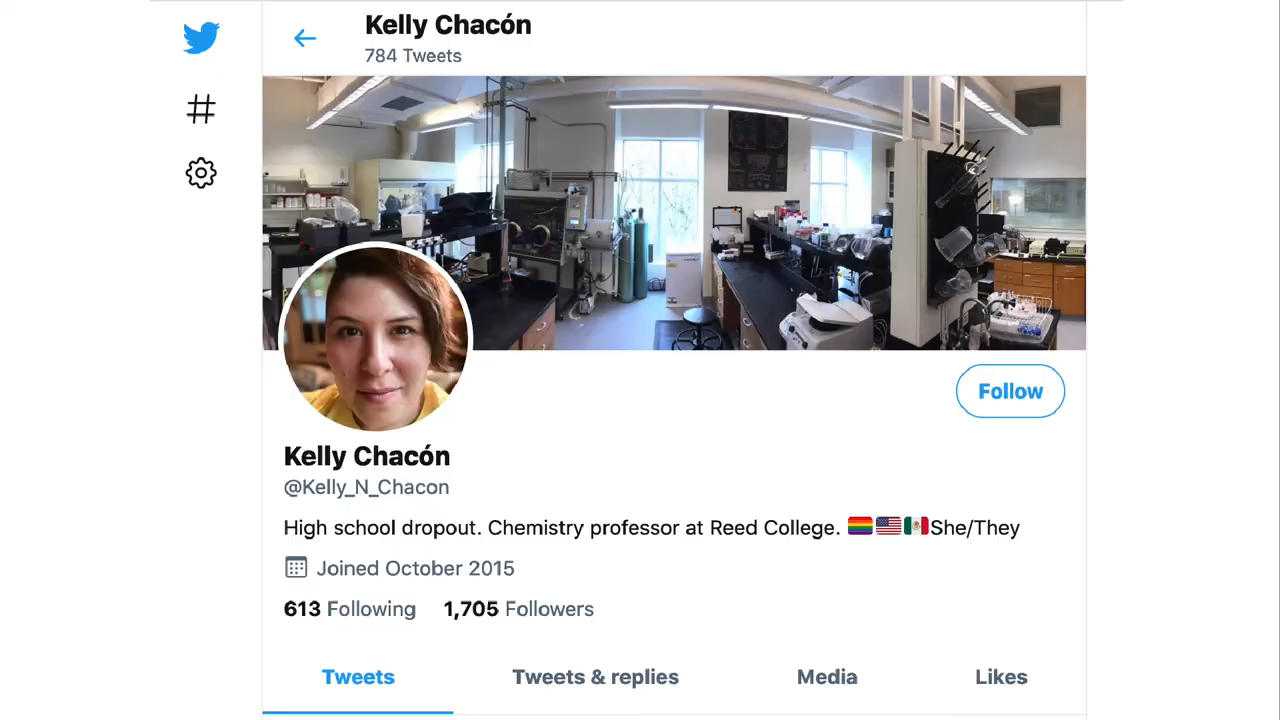 Kelly Chacón
784 Tweets
Follow
Kelly Chacón
@Kelly_N_Chacon
High school dropout. Chemistry professor at Reed College. 🏳️‍🌈🇺🇸🇲🇽She/They
Joined October 2015
613 Following 1,705 Followers
Tweets Tweets & replies Media Likes